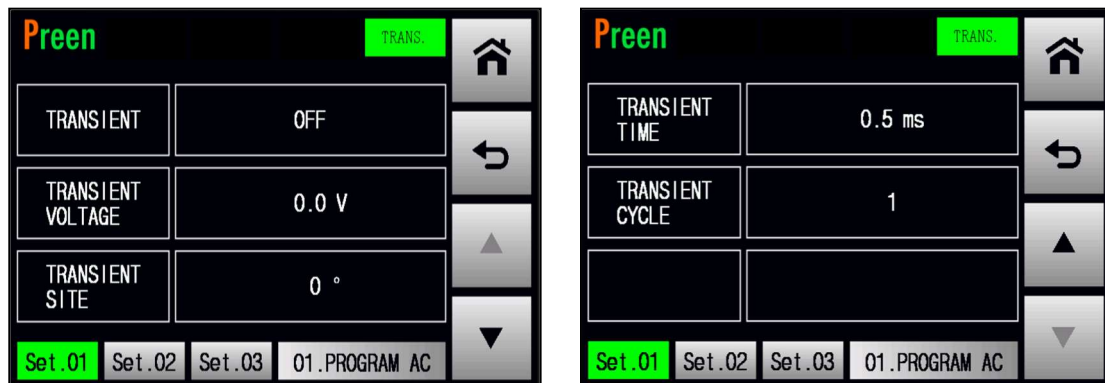 Preen TRANS.
TRANSIENT OFF
TRANSIENT
VOLTAGE 0.0 V
TRANSIENT
SITE 0 °
Set.01 Set.02 Set.03 01.PROGRAM AC
Preen TRANS.
TRANSIENT
TIME 0.5 ms
TRANSIENT
CYCLE 1
Set.01 Set.02 Set.03 01.PROGRAM AC